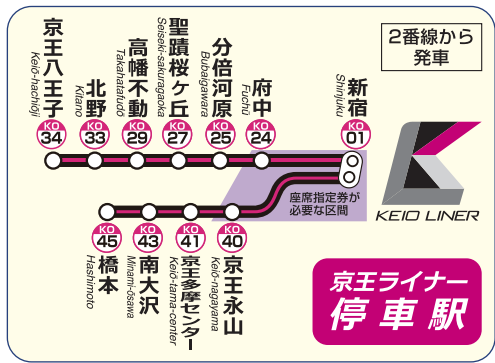 京王八王子
Keiō-hachiōji
KO
34
北野
Kitano
KO
33
高幡不動
Takahatafudō
KO
29
聖蹟桜ヶ丘
Seiseki-sakuragaoka
KO
27
分倍河原
Bubaigawara
KO
25
府中
Fuchū
KO
24
新宿
Shinjuku
KO
01
2番線から
発車
座席指定券が
必要な区間
KEIO LINER
KO
45
橋本
Hashimoto
KO
43
南大沢
Minami-ōsawa
KO
41
京王多摩センター
Keiō-tama-center
KO
40
京王永山
Keiō-nagayama
京王ライナー
停車駅